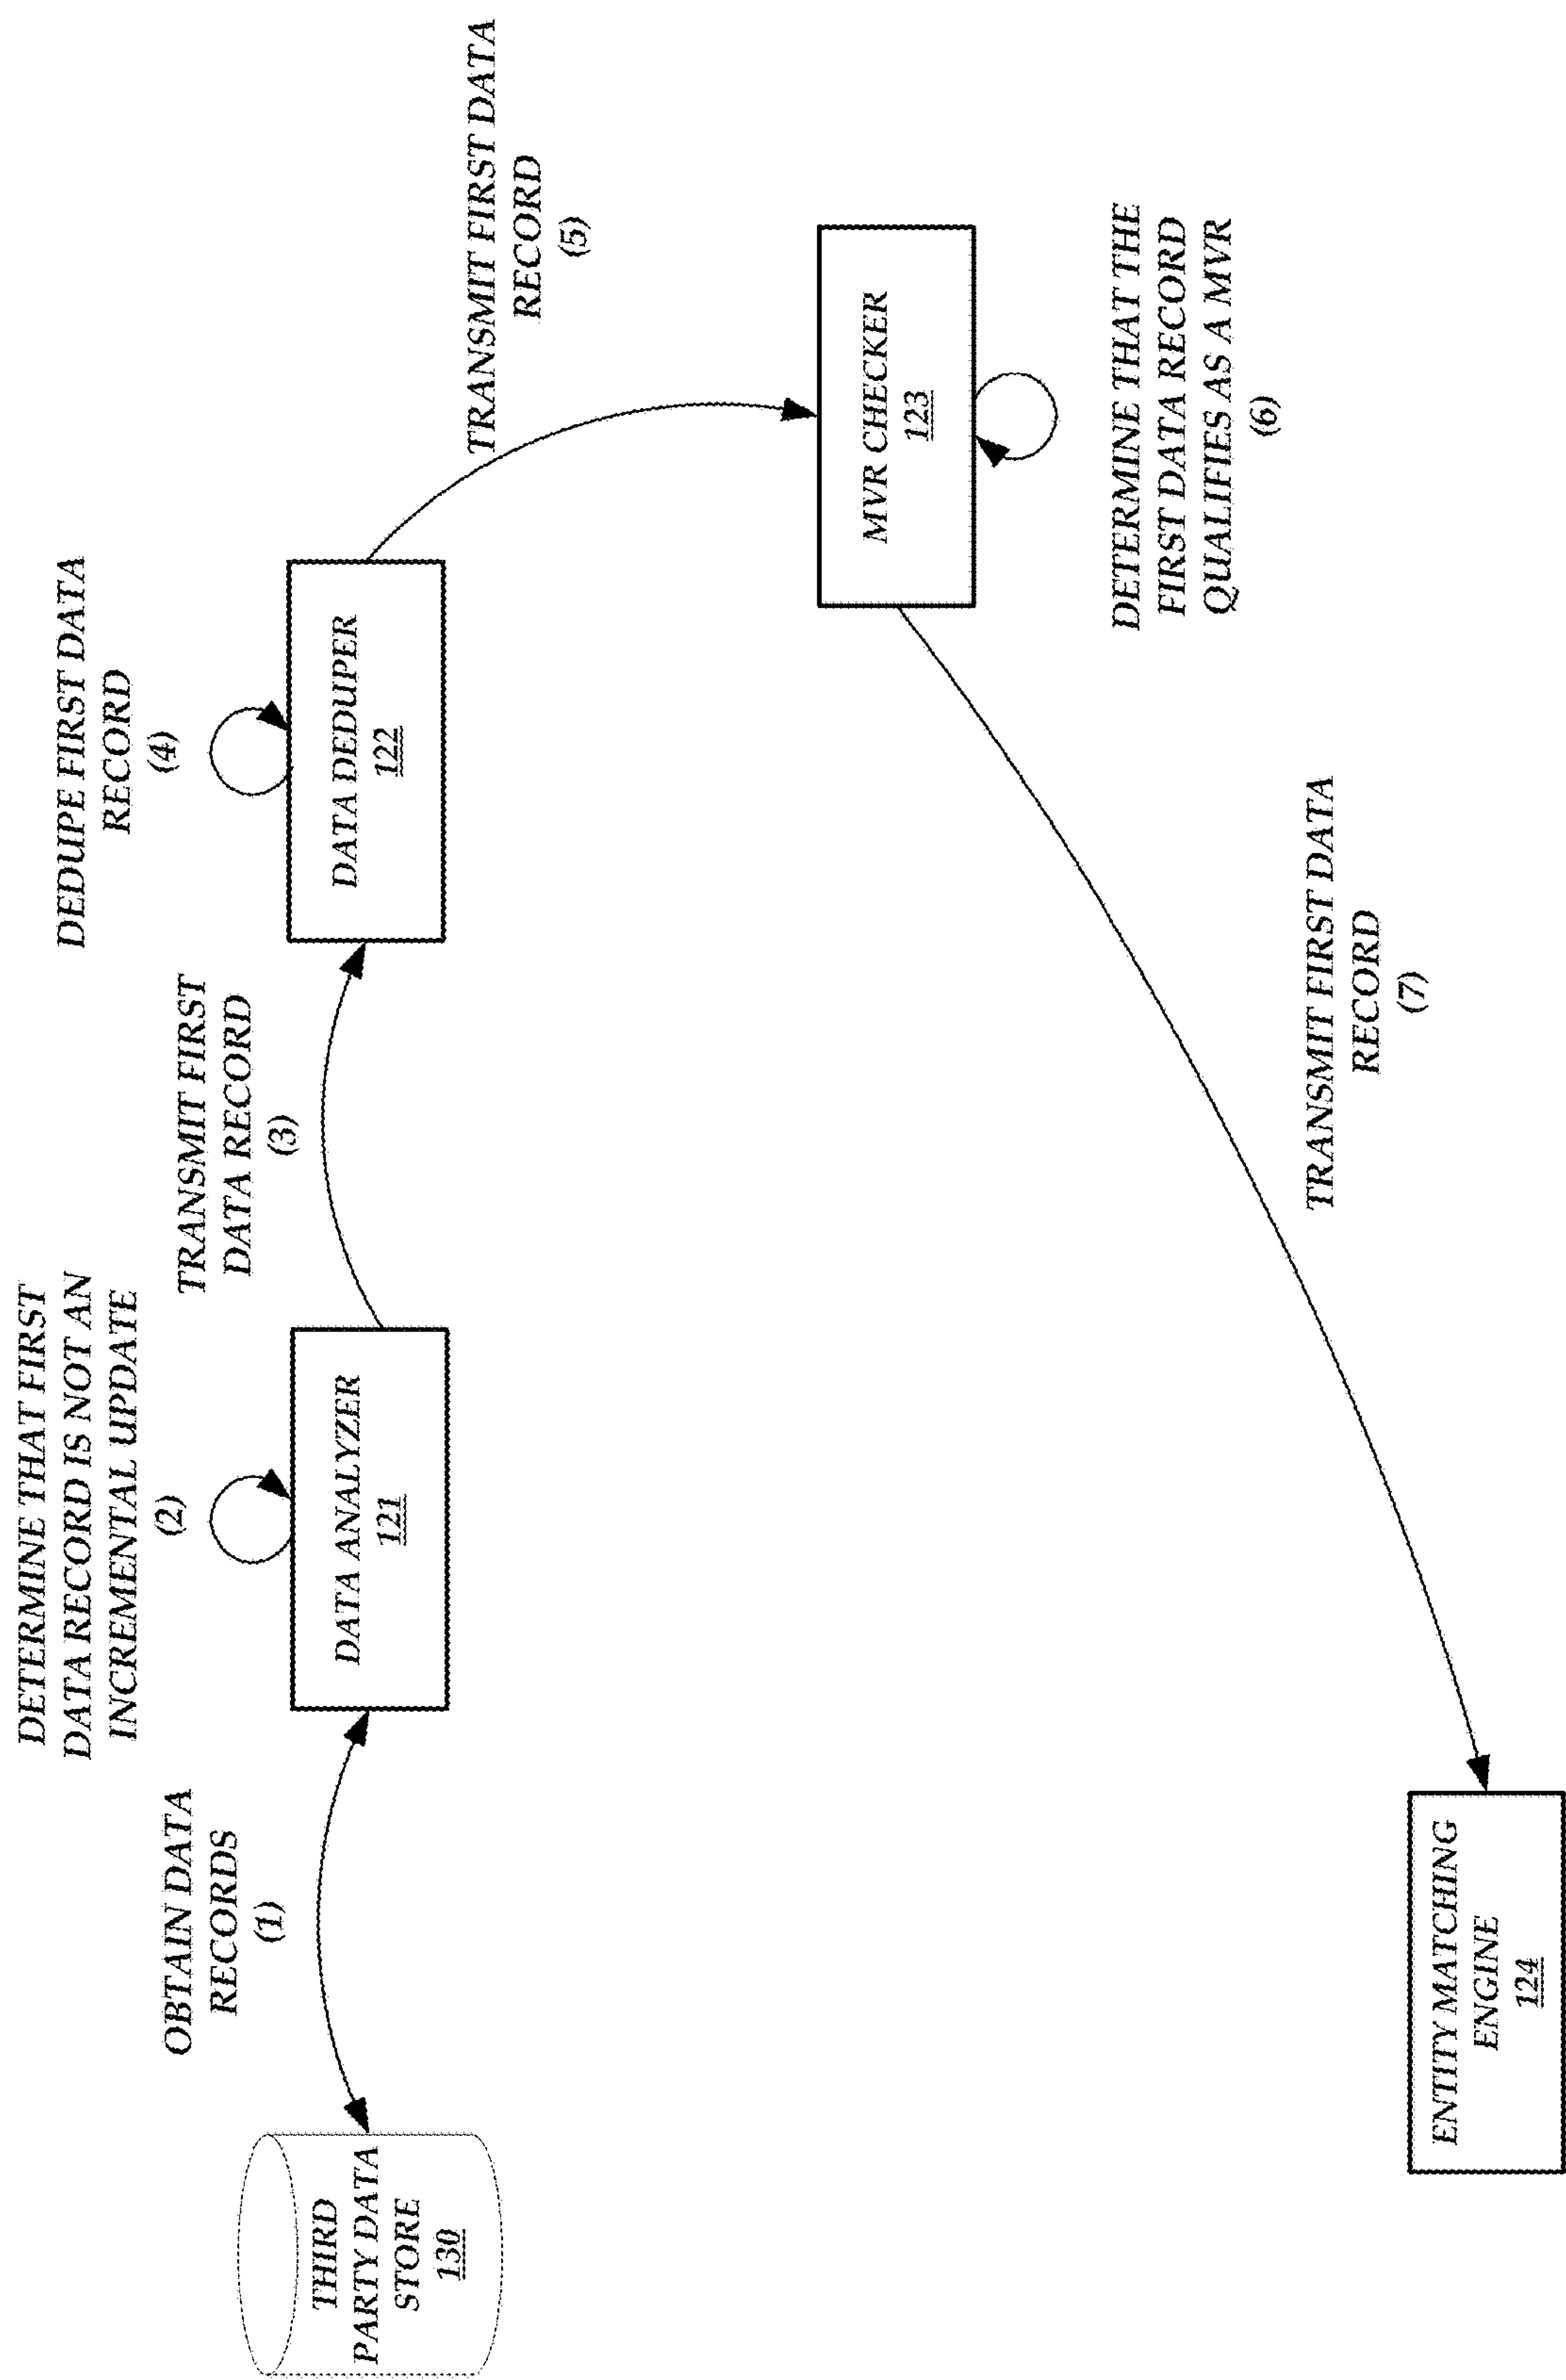 THIRD
PARTY DATA
STORE
130
OBTAIN DATA
RECORDS
(1)
DETERMINE THAT FIRST
DATA RECORD IS NOT AN
INCREMENTAL UPDATE
(2)
DATA ANALYZER
121
TRANSMIT FIRST
DATA RECORD
(3)
DEDUPE FIRST DATA
RECORD
(4)
DATA DEDUPER
122
TRANSMIT FIRST DATA
RECORD
(5)
MVR CHECKER
123
DETERMINE THAT THE
FIRST DATA RECORD
QUALIFIES AS A MVR
(6)
TRANSMIT FIRST DATA
RECORD
(7)
ENTITY MATCHING
ENGINE
124